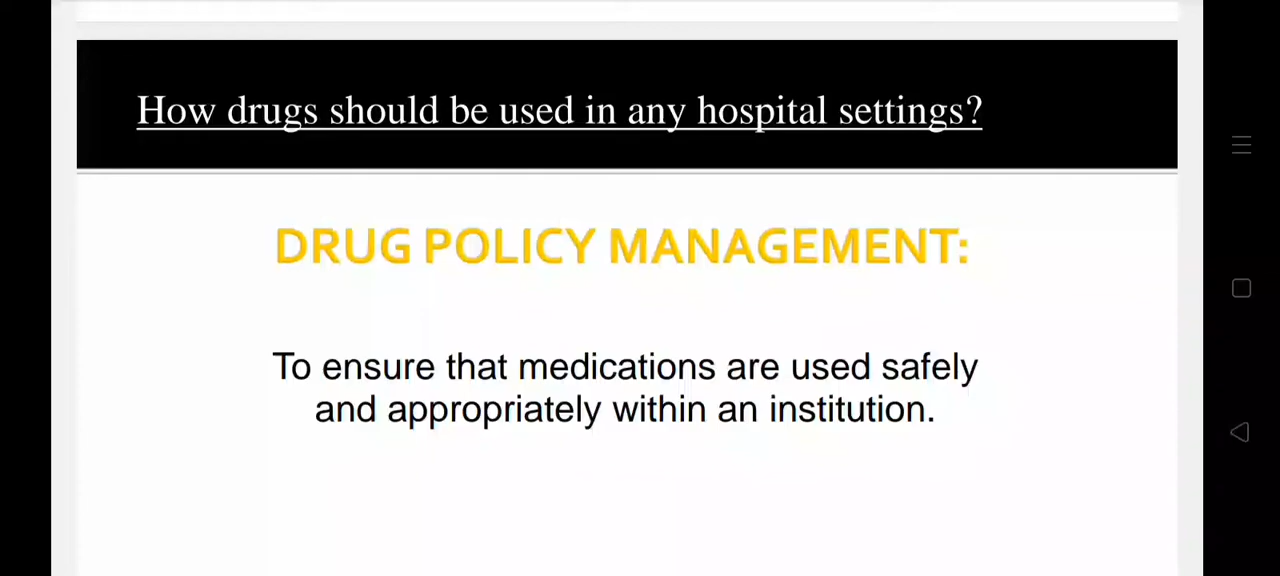 How drugs should be used in any hospital settings?
DRUG POLICY MANAGEMENT:
To ensure that medications are used safely
and appropriately within an institution.